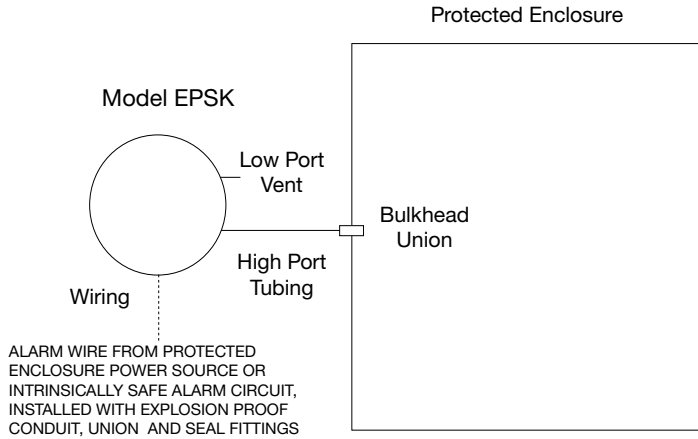 Protected Enclosure
Model EPSK
Low Port
Vent
Bulkhead
Union
High Port
Tubing
Wiring
ALARM WIRE FROM PROTECTED
ENCLOSURE POWER SOURCE OR
INTRINSICALLY SAFE ALARM CIRCUIT,
INSTALLED WITH EXPLOSION PROOF
CONDUIT, UNION AND SEAL FITTINGS